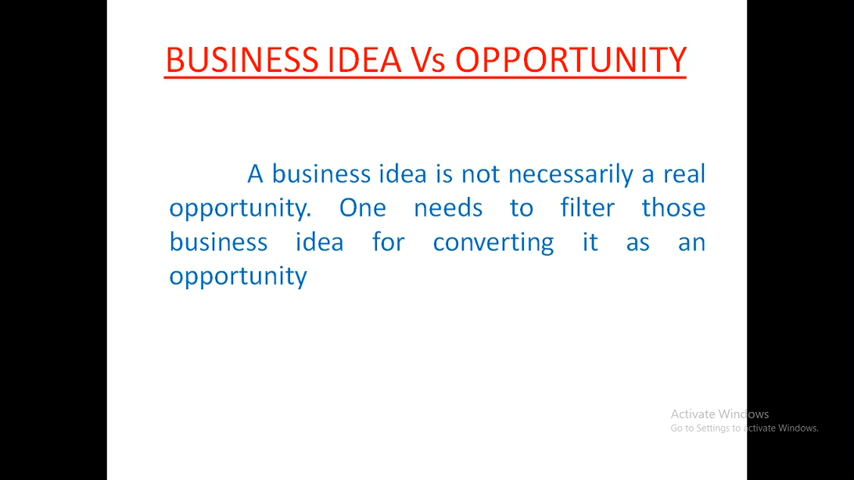 BUSINESS IDEA Vs OPPORTUNITY
A business idea is not necessarily a real
opportunity. One needs to filter those
business idea for converting it as an
opportunity
Activate Windows
Go to Settings to activate Windows.